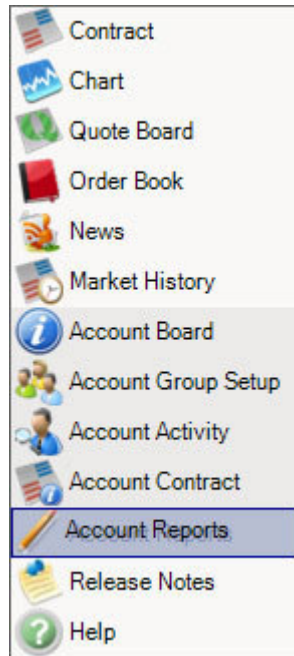 Contract
Chart
Quote Board
Order Book
News
Market History
Account Board
Account Group Setup
Account Activity
Account Contract
Account Reports
Release Notes
Help